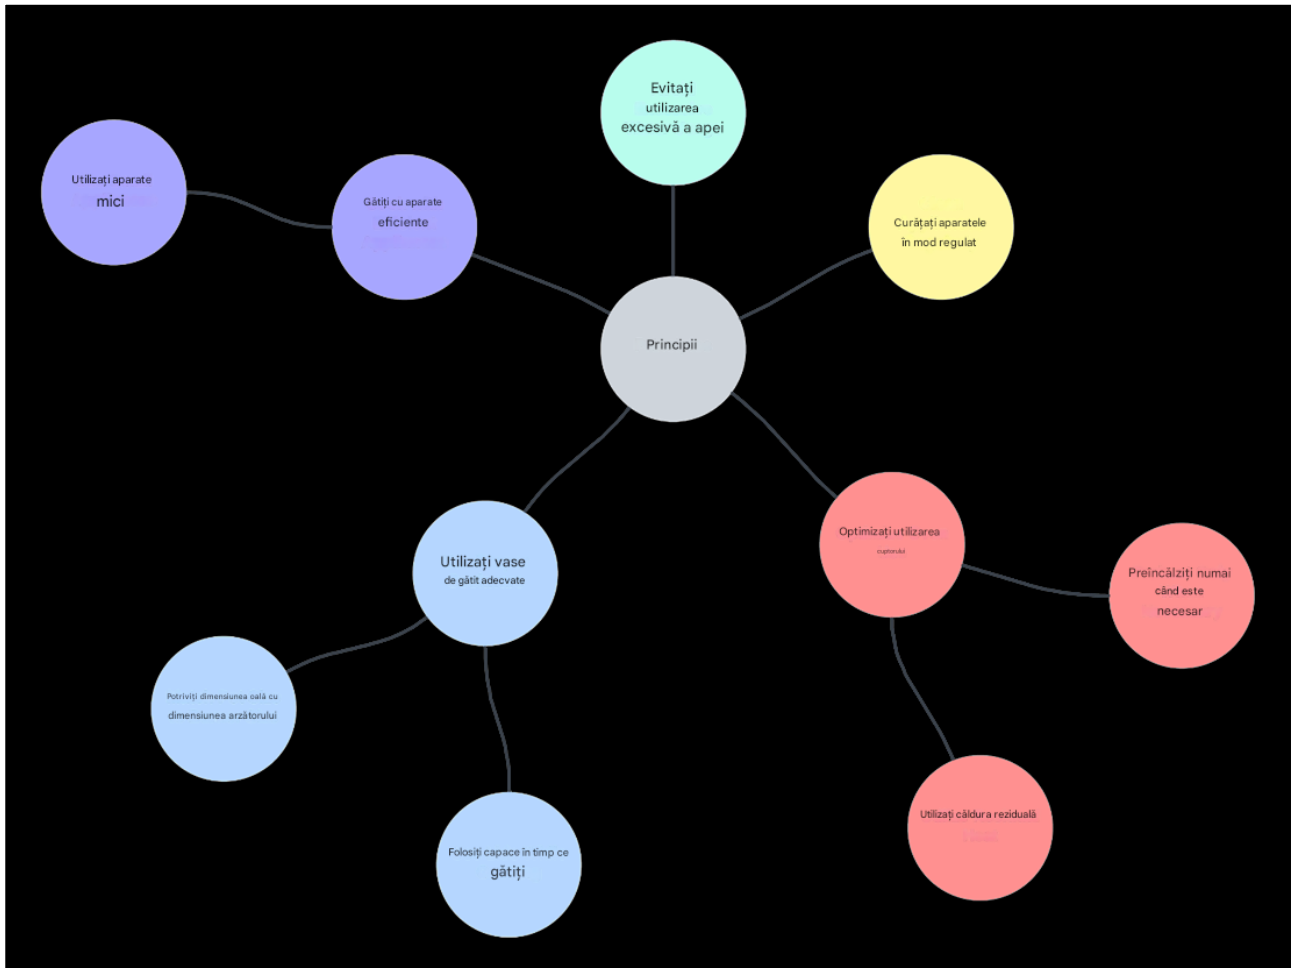 Evitați
utilizarea
excesivă a apei
Utilizați aparate
mici
Gătiți cu aparate
eficiente
Curățați aparatele
în mod regulat
Principii
Utilizați vase
de gătit adecvate
Optimizați utilizarea
cuptorului
Preîncălziți numai
când este
necesar
Potriviți dimensiunea oală cu
dimensiunea arzătorului
Folosiți capace în timp ce
gătiți
Utilizați căldura reziduală